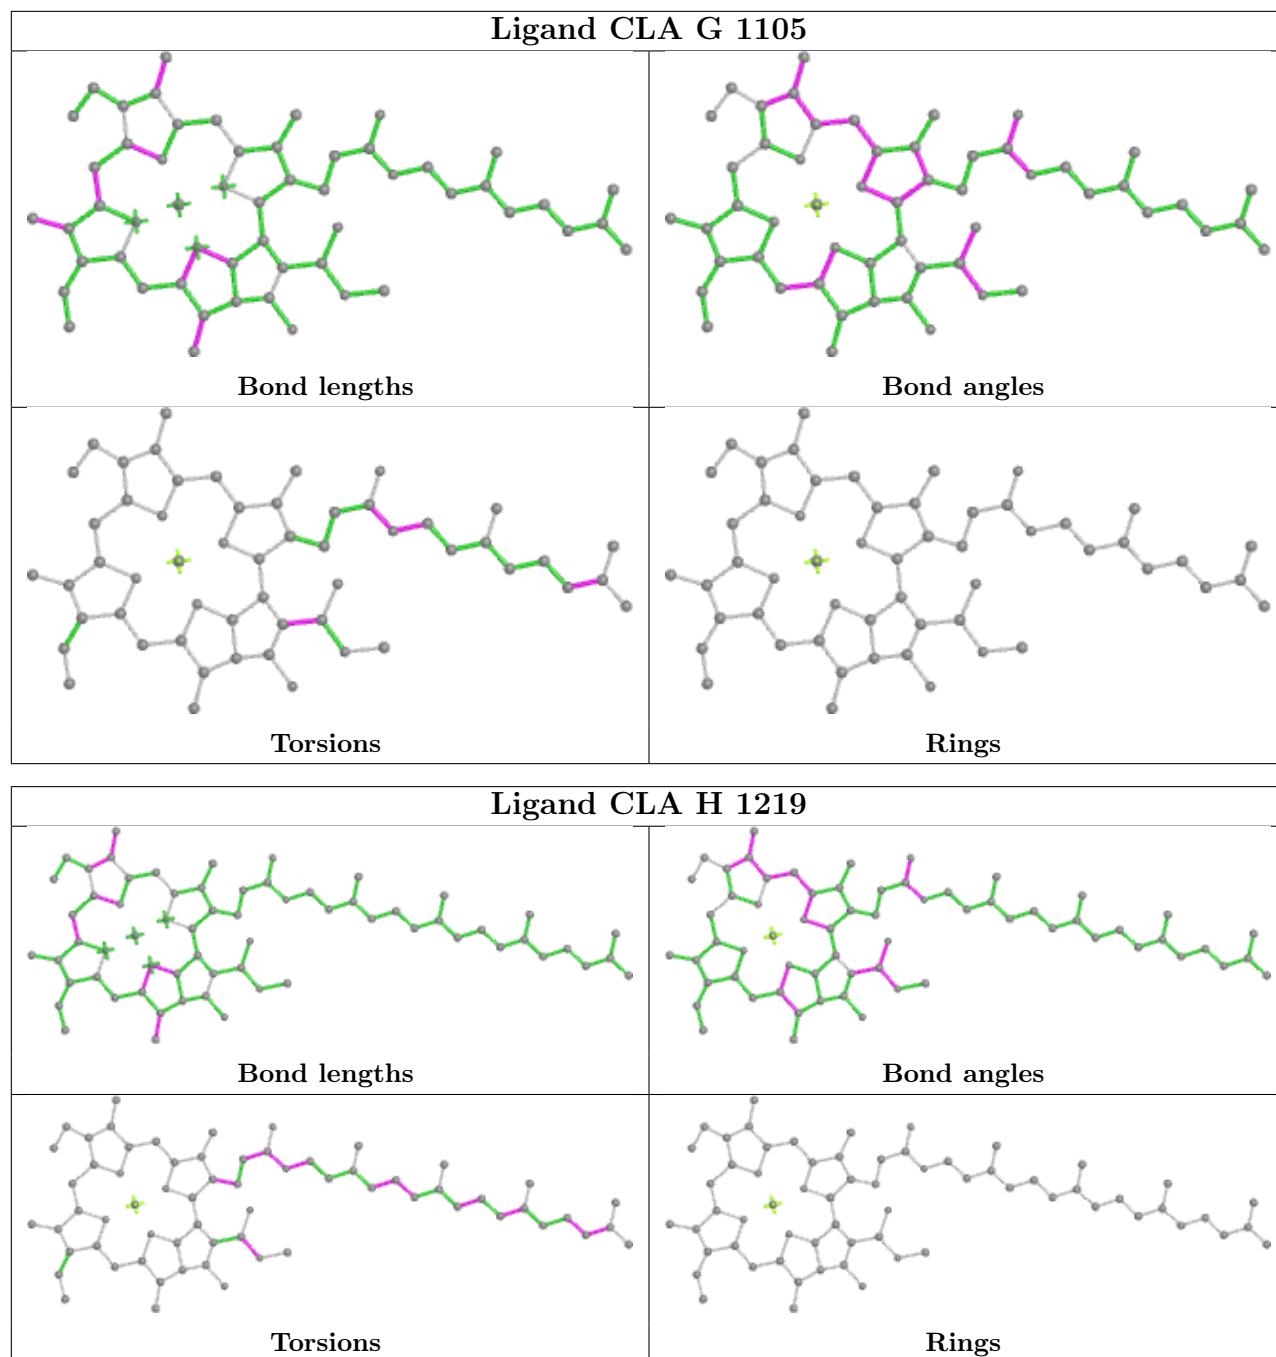 Ligand CLA G 1105
Bond lengths
Bond angles
Torsions
Rings
Ligand CLA H 1219
Bond lengths
Bond angles
Torsions
Rings